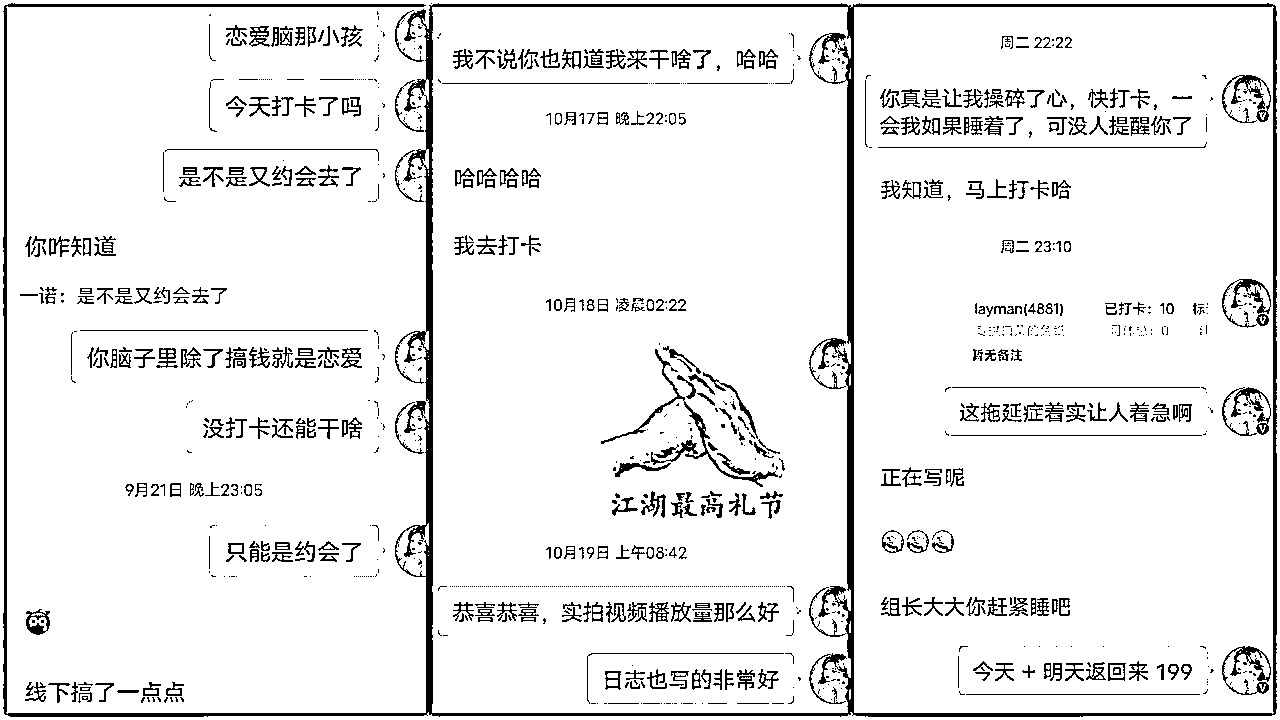 恋爱脑那小孩
今天打卡了吗
是不是又约会去了
你咋知道
一诺：是不是又约会去了
你脑子里除了搞钱就是恋爱
没打卡还能干啥
9月21日 晚上23:05
只能是约会了
线下搞了一点点
我不说你也知道我来干啥了，哈哈
10月17日 晚上22:05
哈哈哈哈
我去打卡
10月18日 凌晨02:22
江湖最高礼节
10月19日 上午08:42
恭喜恭喜，实拍视频播放量那么好
日志也写的非常好
周二 22:22
你真是让我操碎了心，快打卡，一
会我如果睡着了，可没人提醒你了
我知道，马上打卡哈
周二 23:10
layman(4881) 已打卡：10 标
暂无备注
这拖延症着实让人着急啊
正在写呢
组长大大你赶紧睡吧
今天 + 明天返回来 199